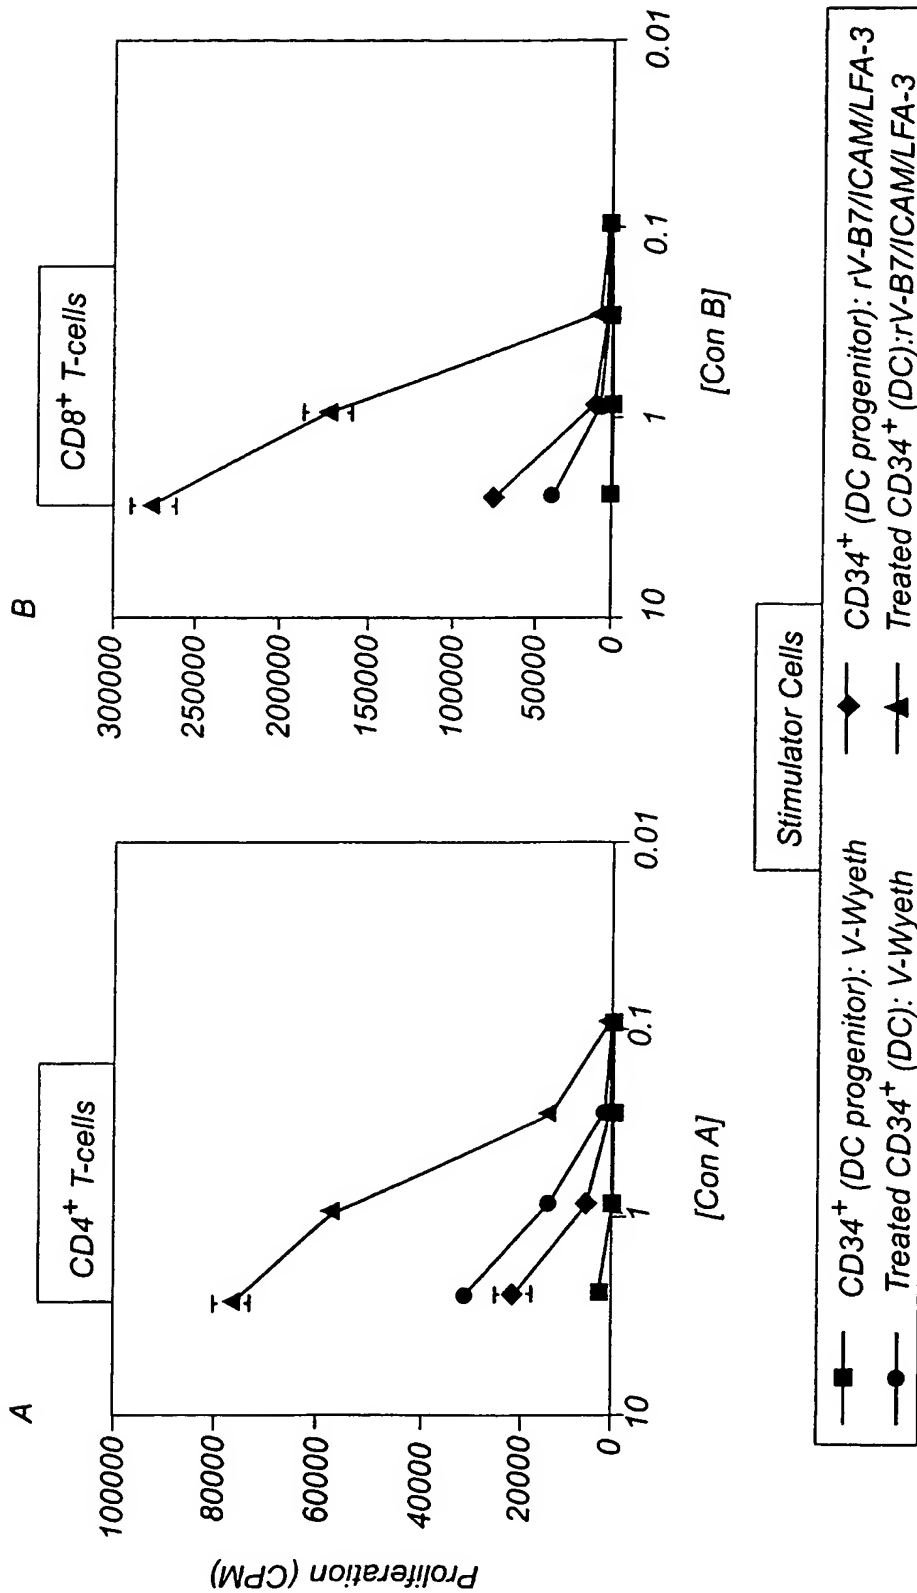 A
CD4+ T-cells
Proliferation (CPM)
100000
80000
60000
40000
20000
0
10
1
0.1
0.01
[Con A]
B
CD8+ T-cells
300000
250000
200000
150000
100000
50000
0
10
1
0.1
0.01
[Con B]
Stimulator Cells
CD34+ (DC progenitor): V-Wyeth
CD34+ (DC progenitor): rV-B7/ICAM/LFA-3
Treated CD34+ (DC): V-Wyeth
Treated CD34+ (DC):rV-B7/ICAM/LFA-3